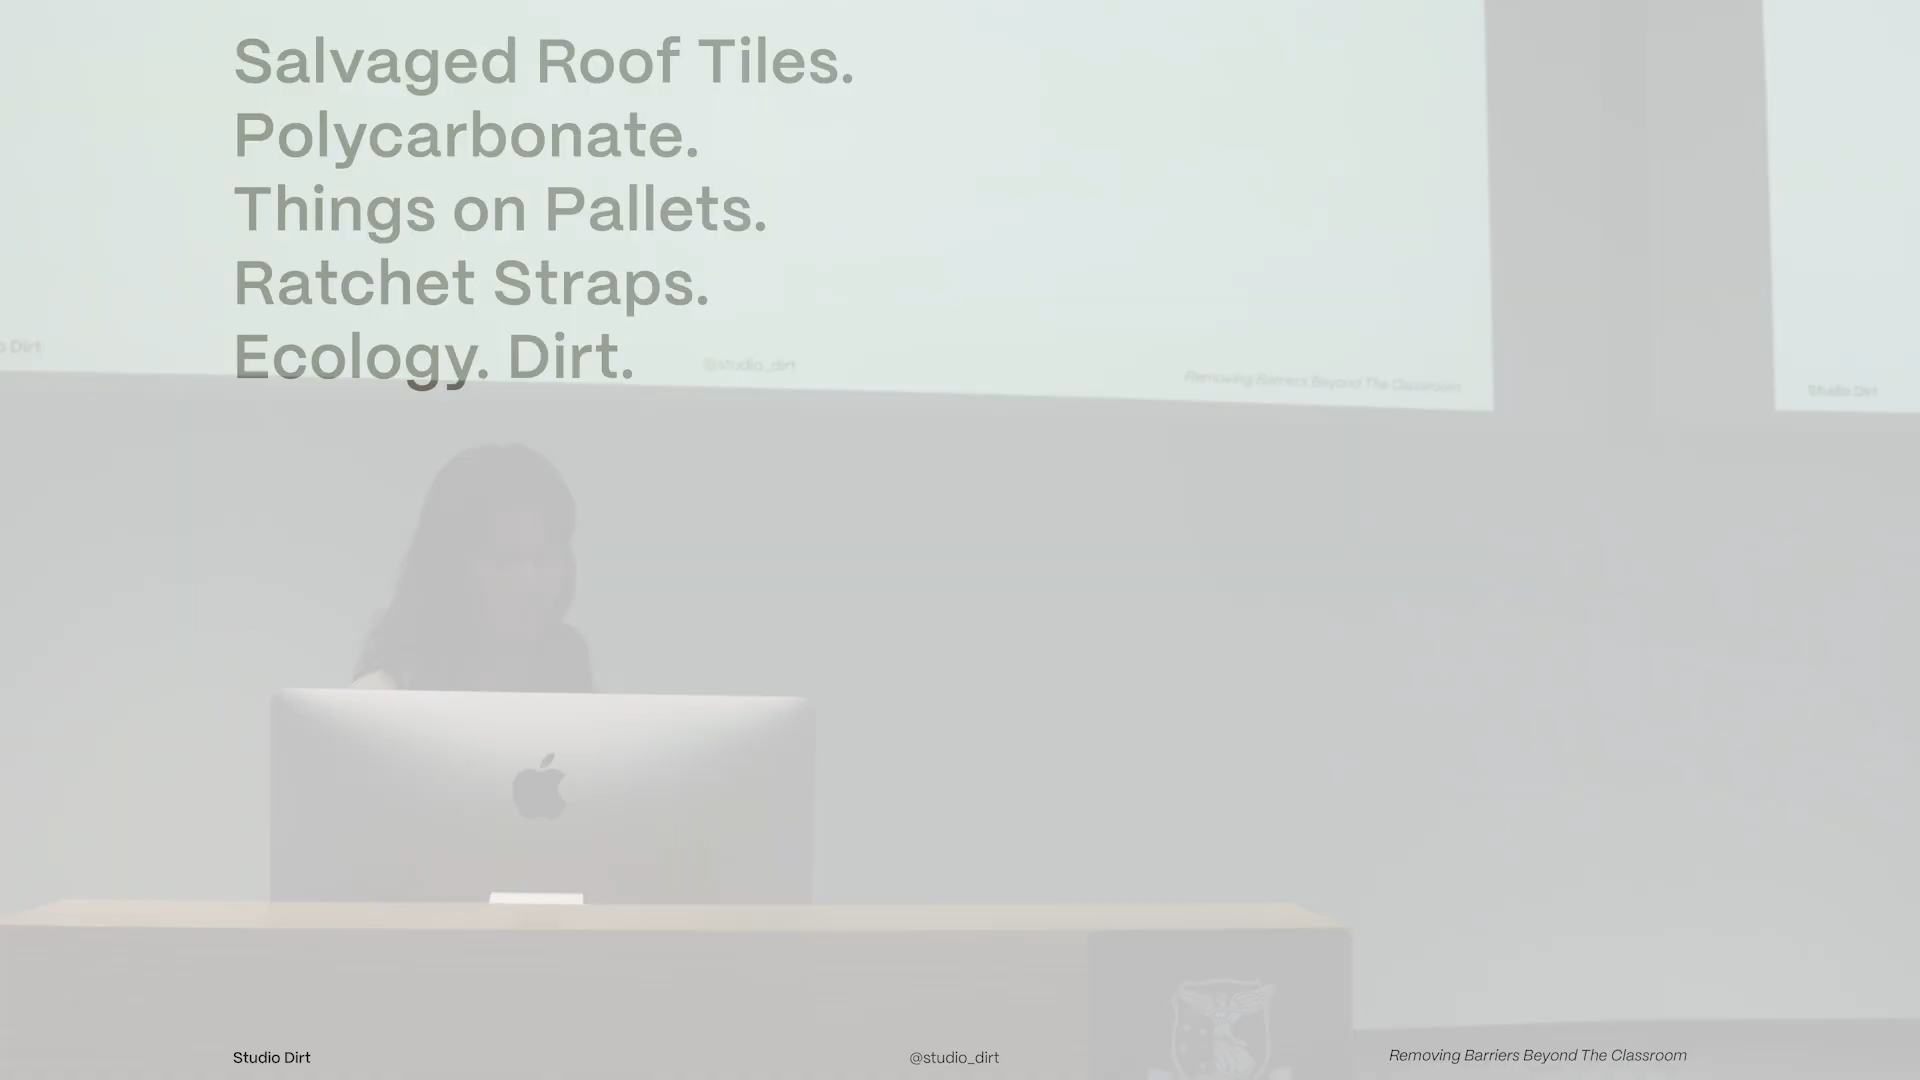 Salvaged Roof Tiles.
Polycarbonate.
Things on Pallets.
Ratchet Straps.
Ecology. Dirt.
Dirt
@studio_dirt
Removing Barriers Beyond The Classroom
Studio Dirt
Studio Dirt
@studio_dirt
Removing Barriers Beyond The Classroom